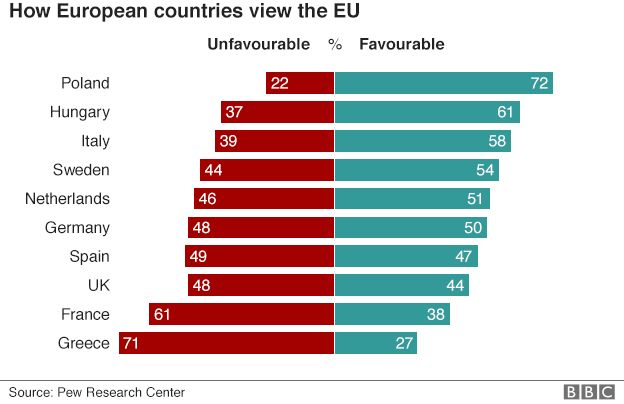 How European countries view the EU
Unfavourable % Favourable
Poland 22 72
Hungary 37 61
Italy 39 58
Sweden 44 54
Netherlands 46 51
Germany 48 50
Spain 49 47
UK 48 44
France 61 38
Greece 71 27
Source: Pew Research Center BBC